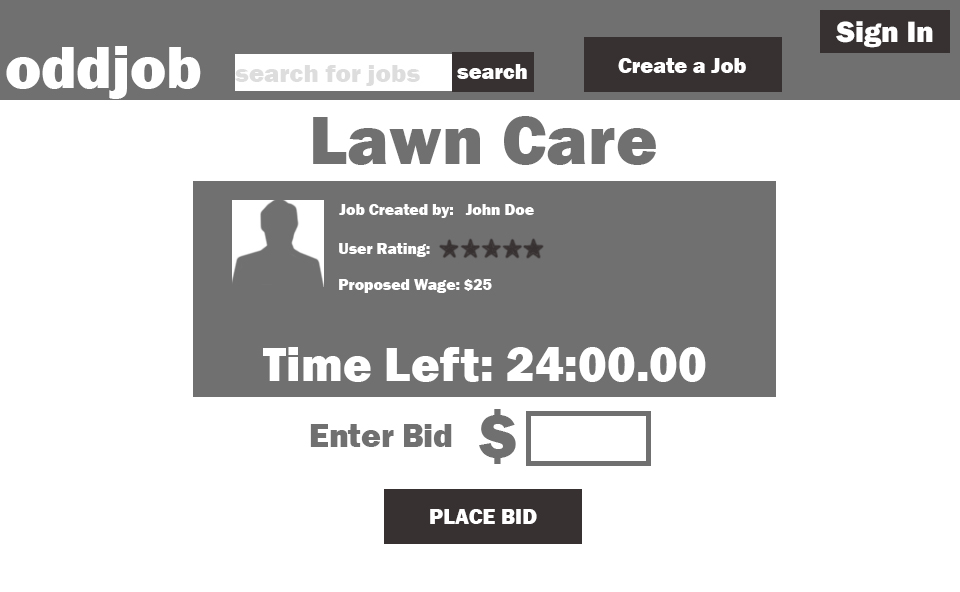 Sign In
oddjob
search for jobs
search
Create a Job
Lawn Care
Job Created by: John Doe
User Rating:
Proposed Wage: $25
Time Left: 24:00.00
Enter Bid $
PLACE BID